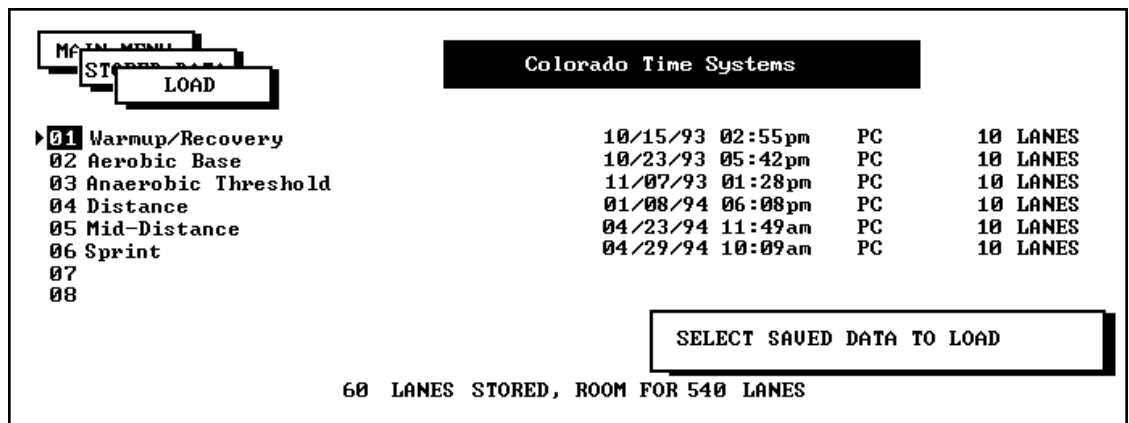 MAIN MENU
STORED DATA
LOAD
Colorado Time Systems
01 Warmup/Recovery 10/15/93 02:55pm PC 10 LANES
02 Aerobic Base 10/23/93 05:42pm PC 10 LANES
03 Anaerobic Threshold 11/07/93 01:28pm PC 10 LANES
04 Distance 01/08/94 06:08pm PC 10 LANES
05 Mid-Distance 04/23/94 11:49am PC 10 LANES
06 Sprint 04/29/94 10:09am PC 10 LANES
07
08
SELECT SAVED DATA TO LOAD
60 LANES STORED, ROOM FOR 540 LANES